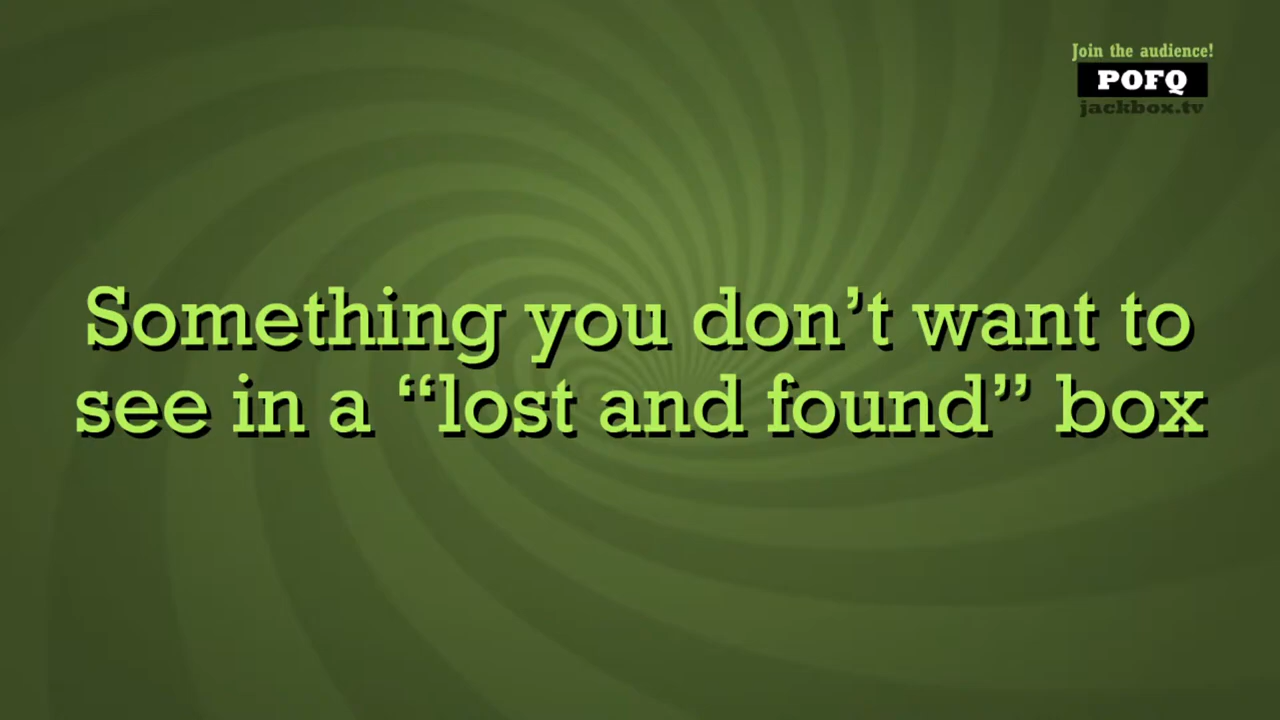 Join the audience!
POFQ
jackbox.tv
Something you don’t want to
see in a “lost and found” box